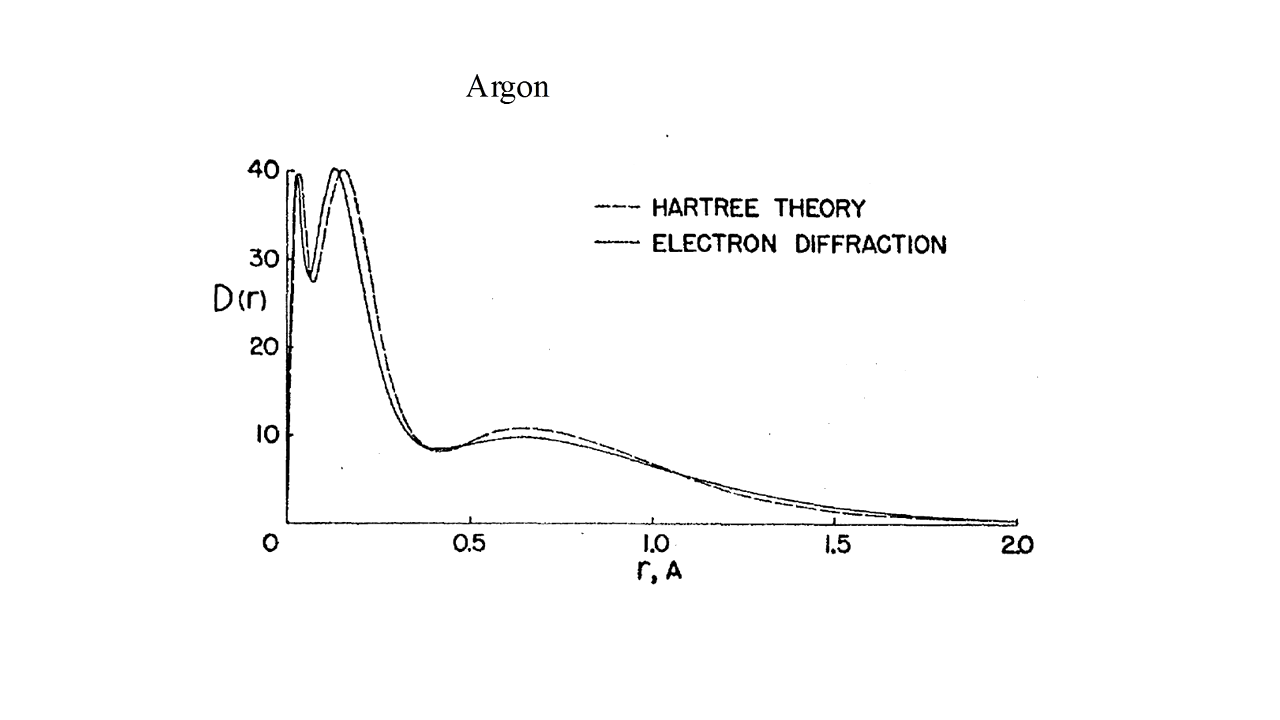 Argon
40
HARTREE THEORY
ELECTRON DIFFRACTION
30
D(r)
20
10
0 0.5 1.0 1.5 2.0
r, A